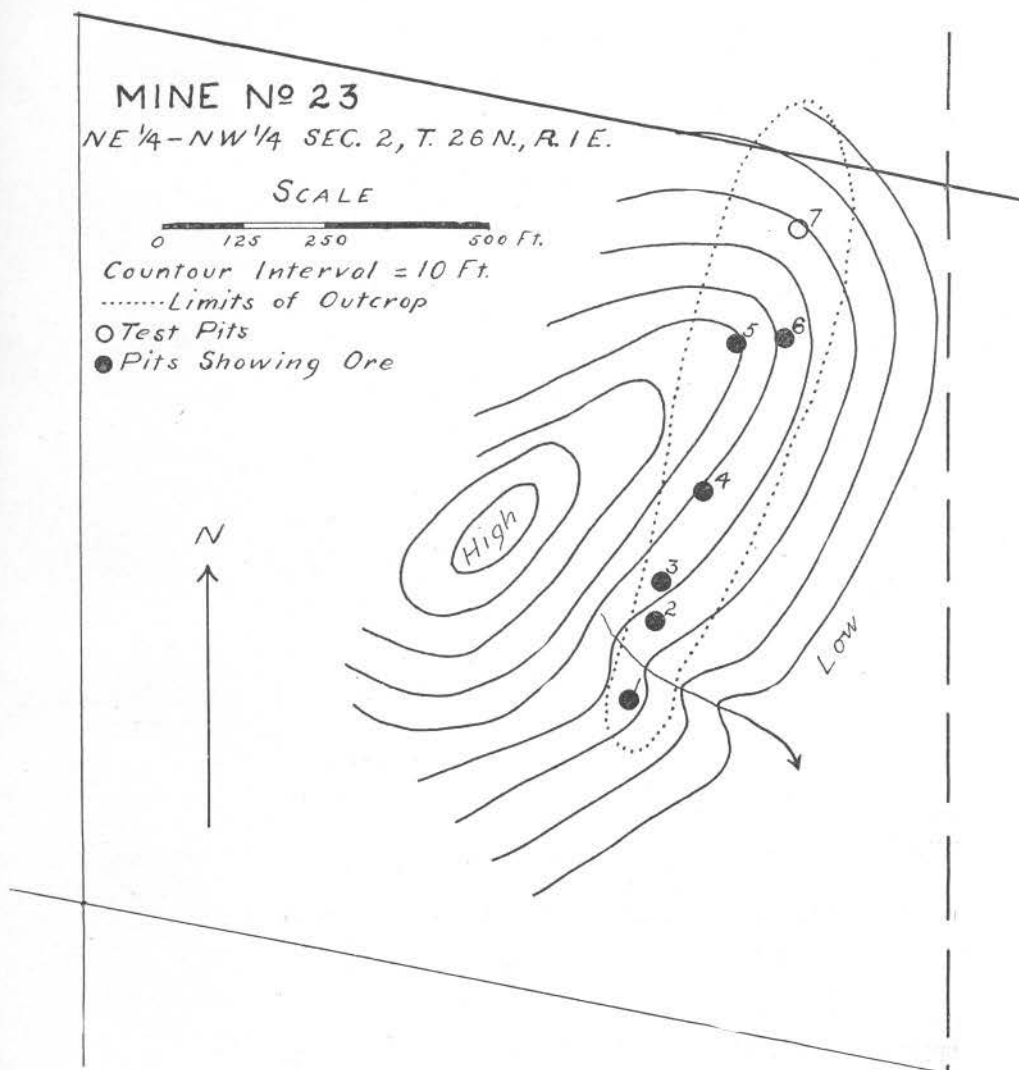 MINE Nº 23
NE 1/4 - NW 1/4 SEC. 2, T. 26 N., R. 1 E.
SCALE
0 125 250 500 Ft.
Countour Interval = 10 Ft.
Limits of Outcrop
Test Pits
Pits Showing Ore
7
5
6
4
High
N
3
2
1
Low